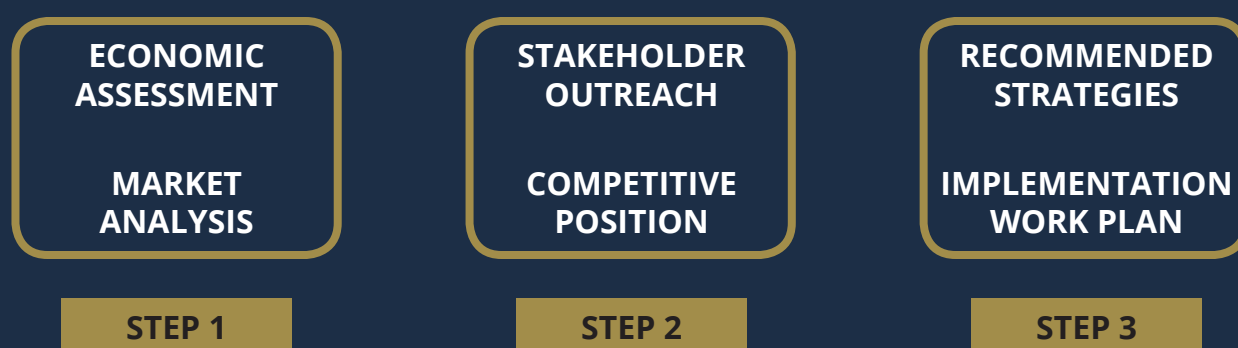 ECONOMIC
ASSESSMENT
MARKET
ANALYSIS
STEP 1
STAKEHOLDER
OUTREACH
COMPETITIVE
POSITION
STEP 2
RECOMMENDED
STRATEGIES
IMPLEMENTATION
WORK PLAN
STEP 3